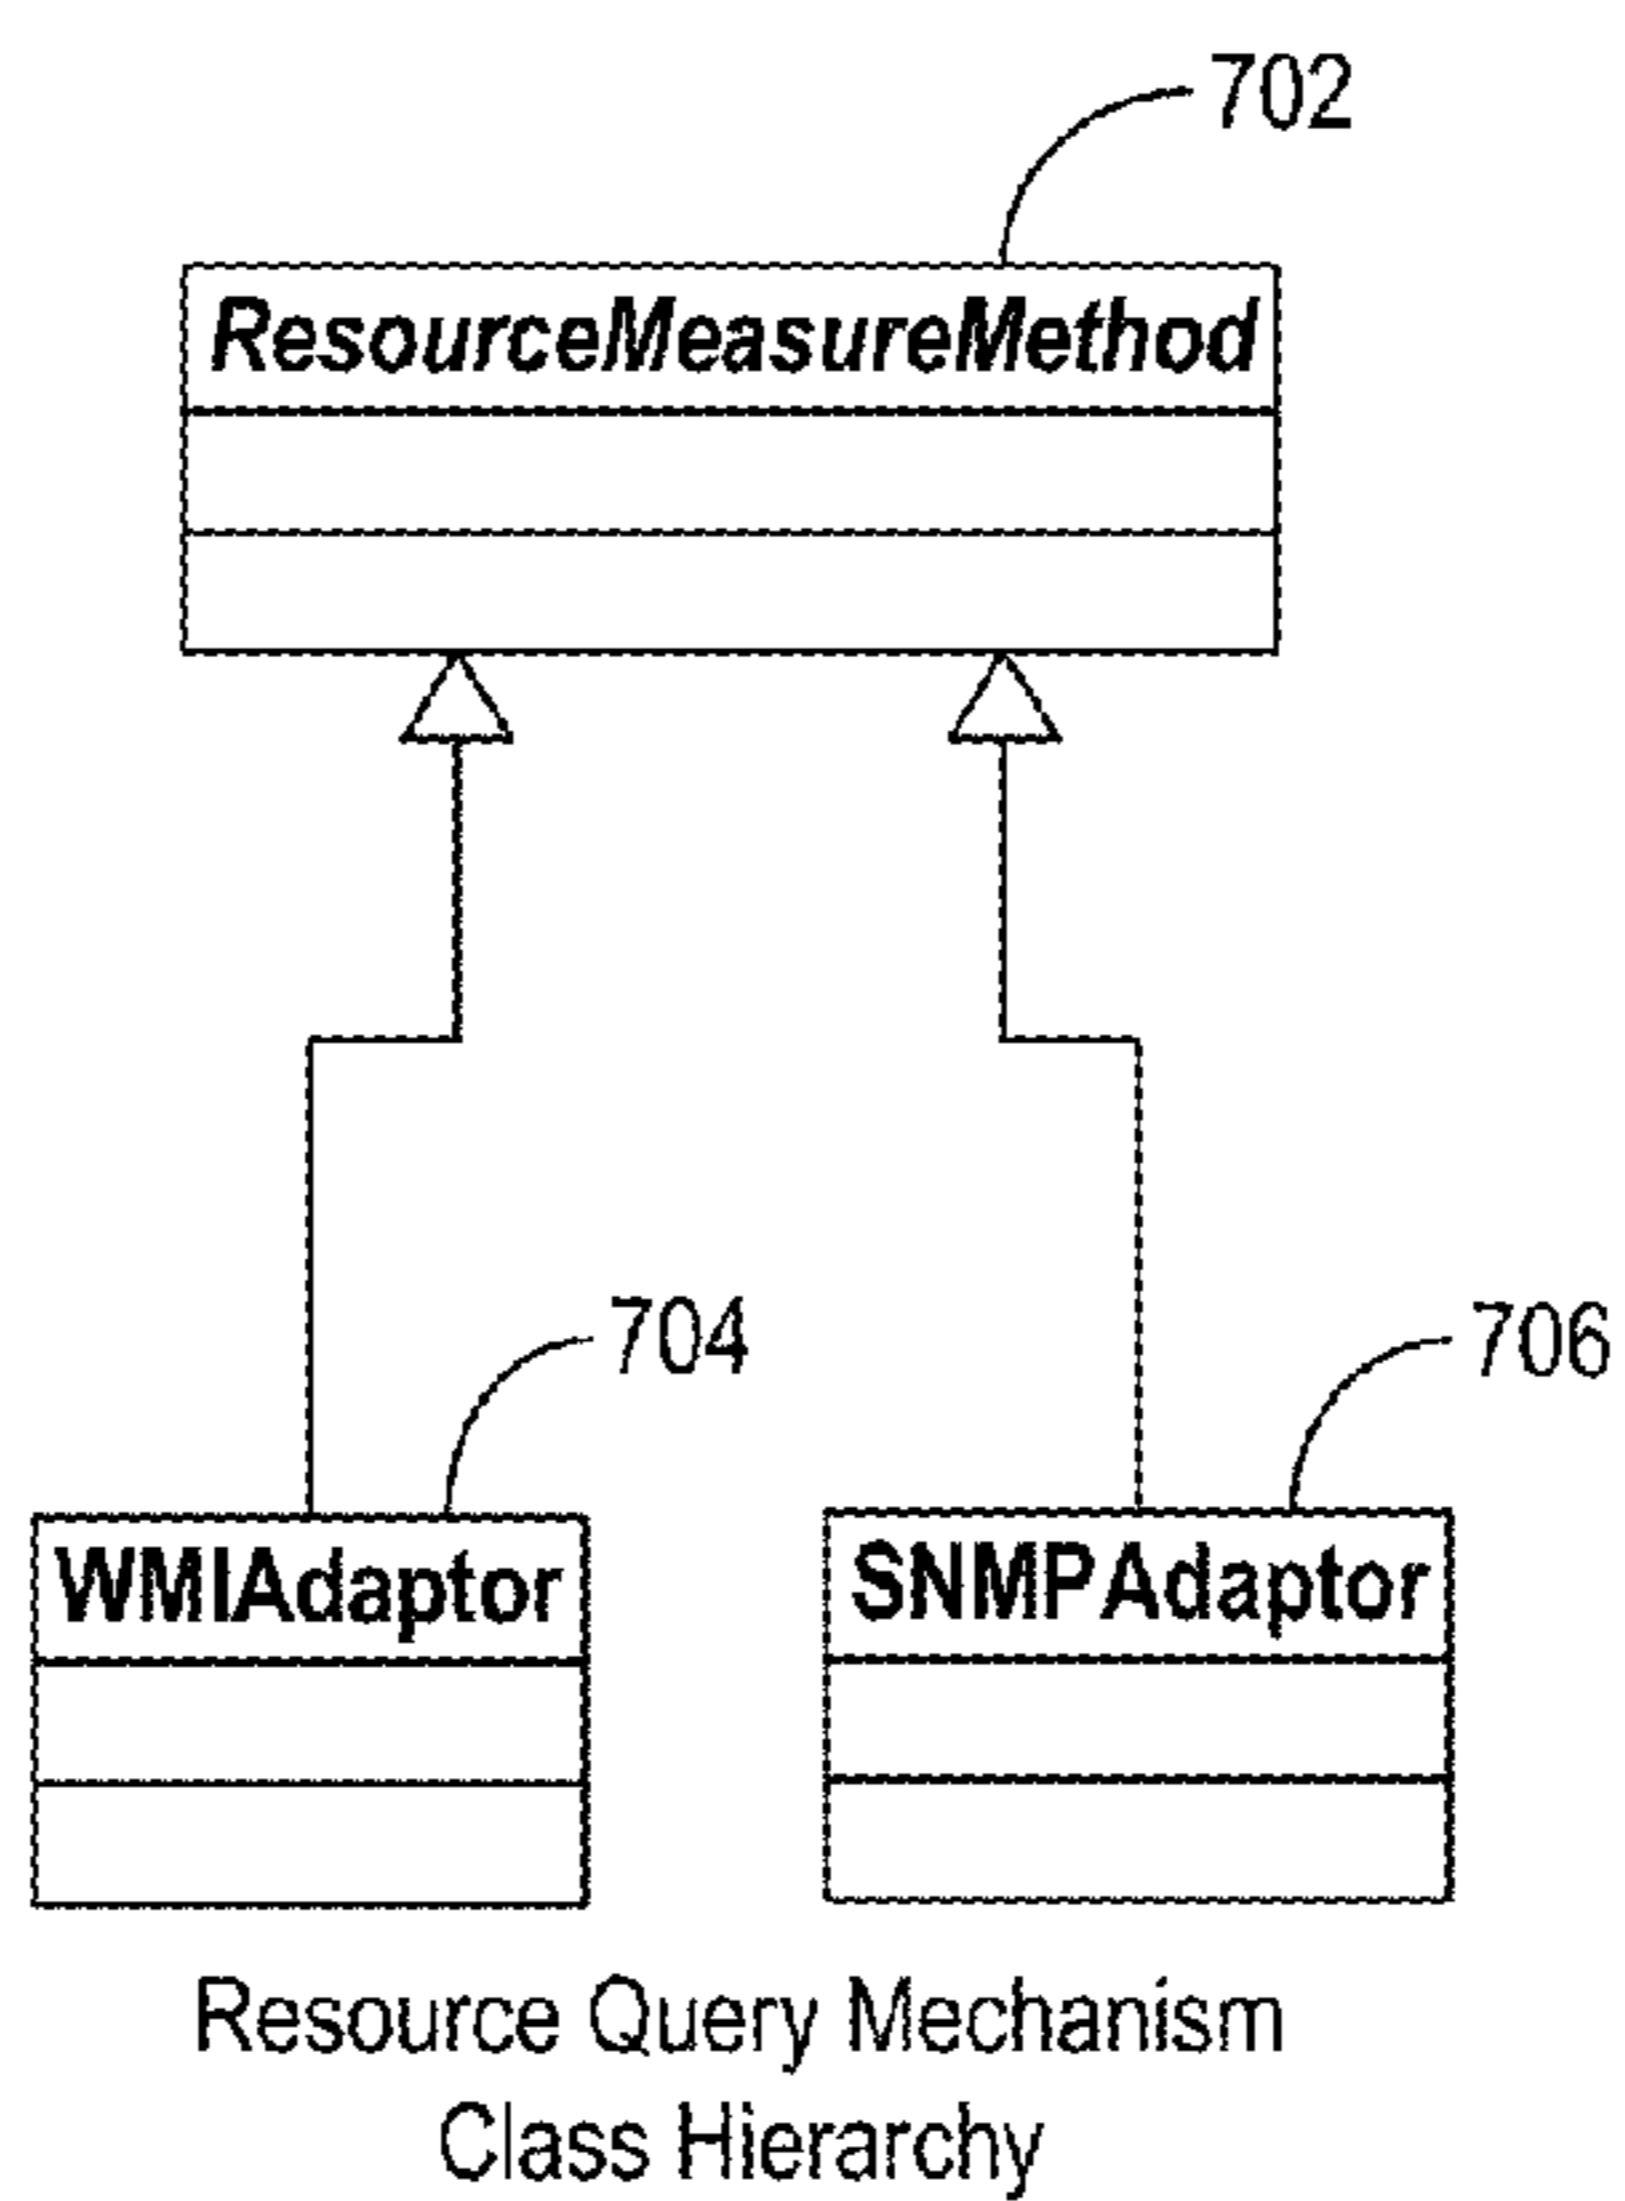 702
ResourceMeasureMethod
704
706
WMIAdaptor
SNMPAdaptor
Resource Query Mechanism
Class Hierarchy